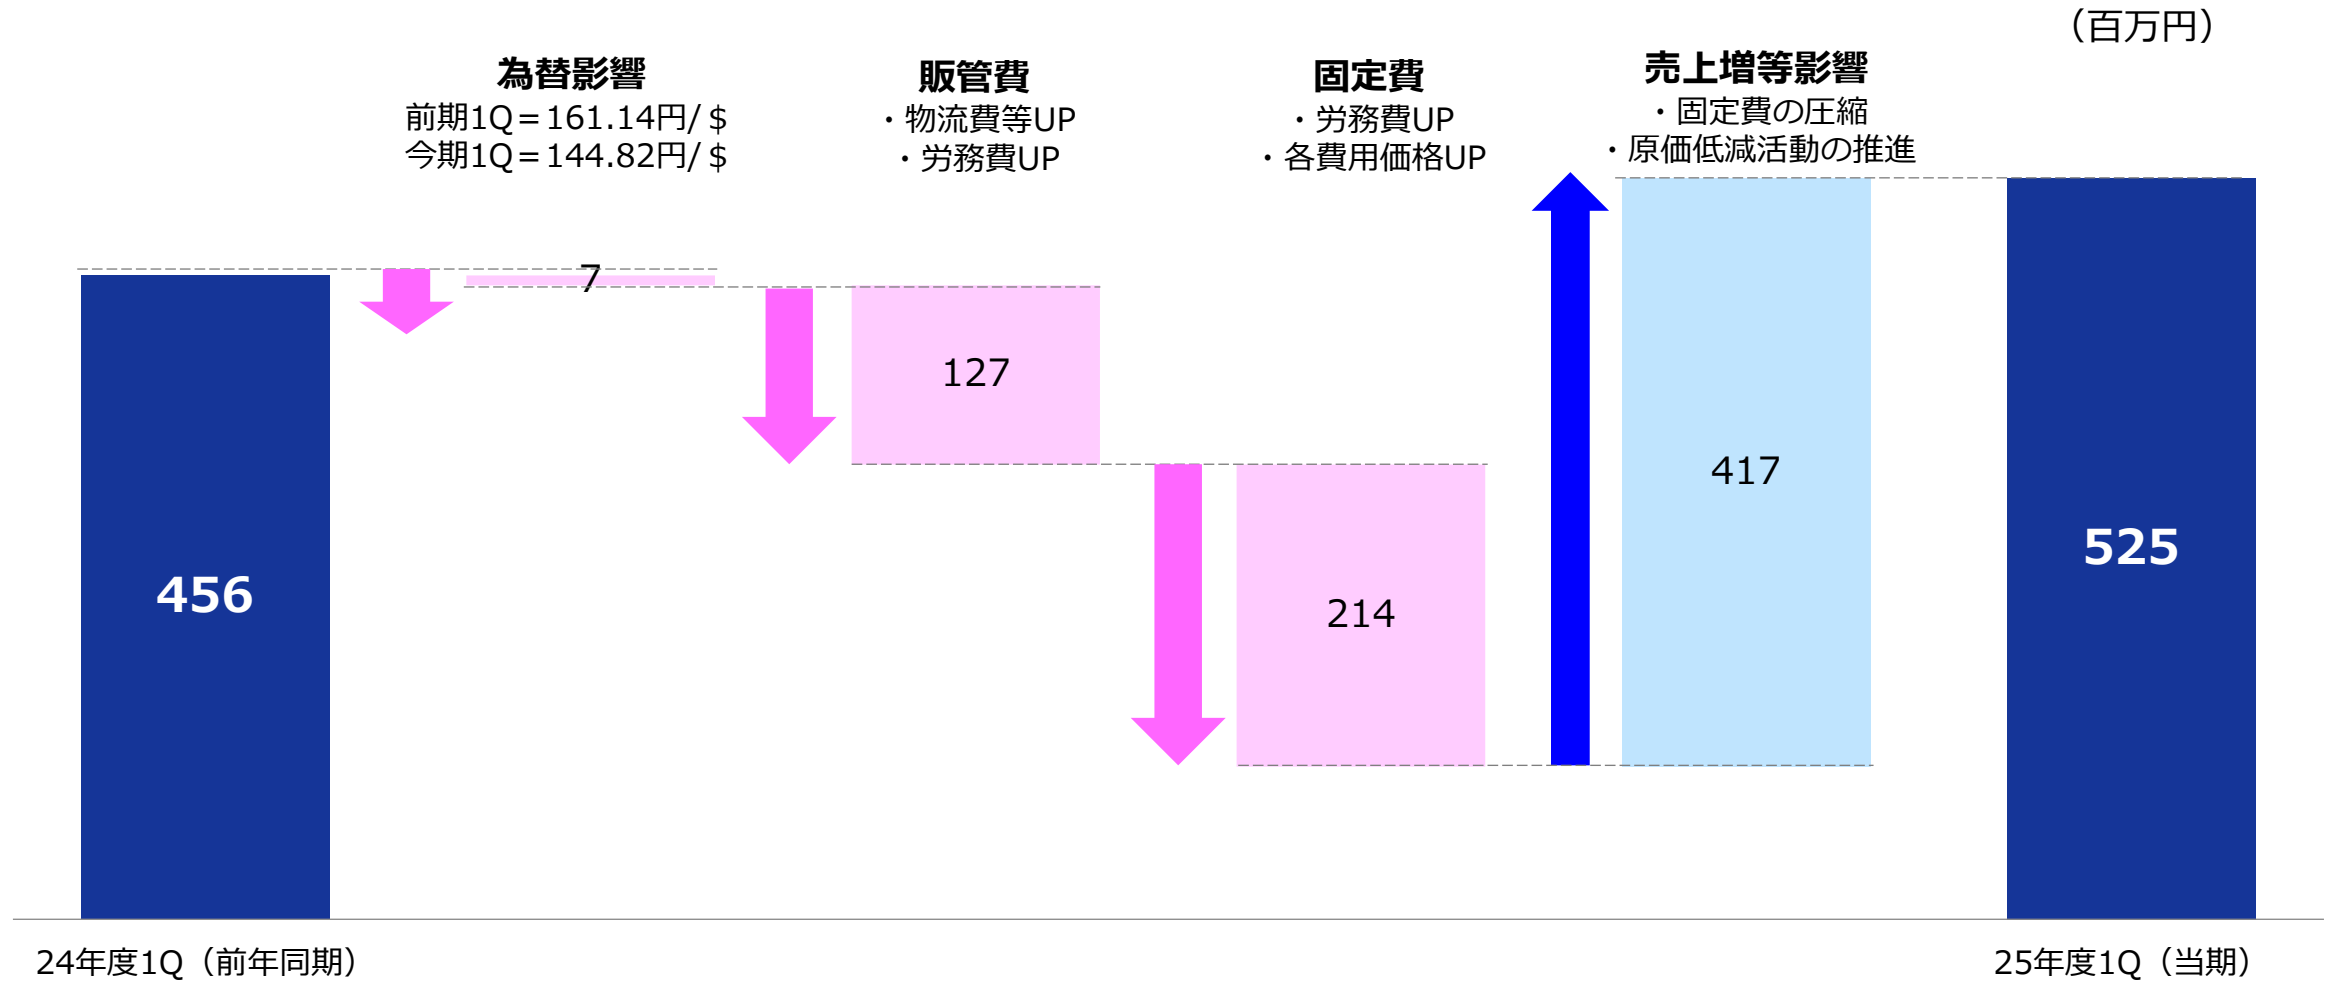 （百万円）
為替影響
前期1Q＝161.14円/＄
今期1Q＝144.82円/＄
販管費
・物流費等UP
・労務費UP
固定費
・労務費UP
・各費用価格UP
売上増等影響
・固定費の圧縮
・原価低減活動の推進
456
7
127
214
417
525
24年度1Q（前年同期）
25年度1Q（当期）